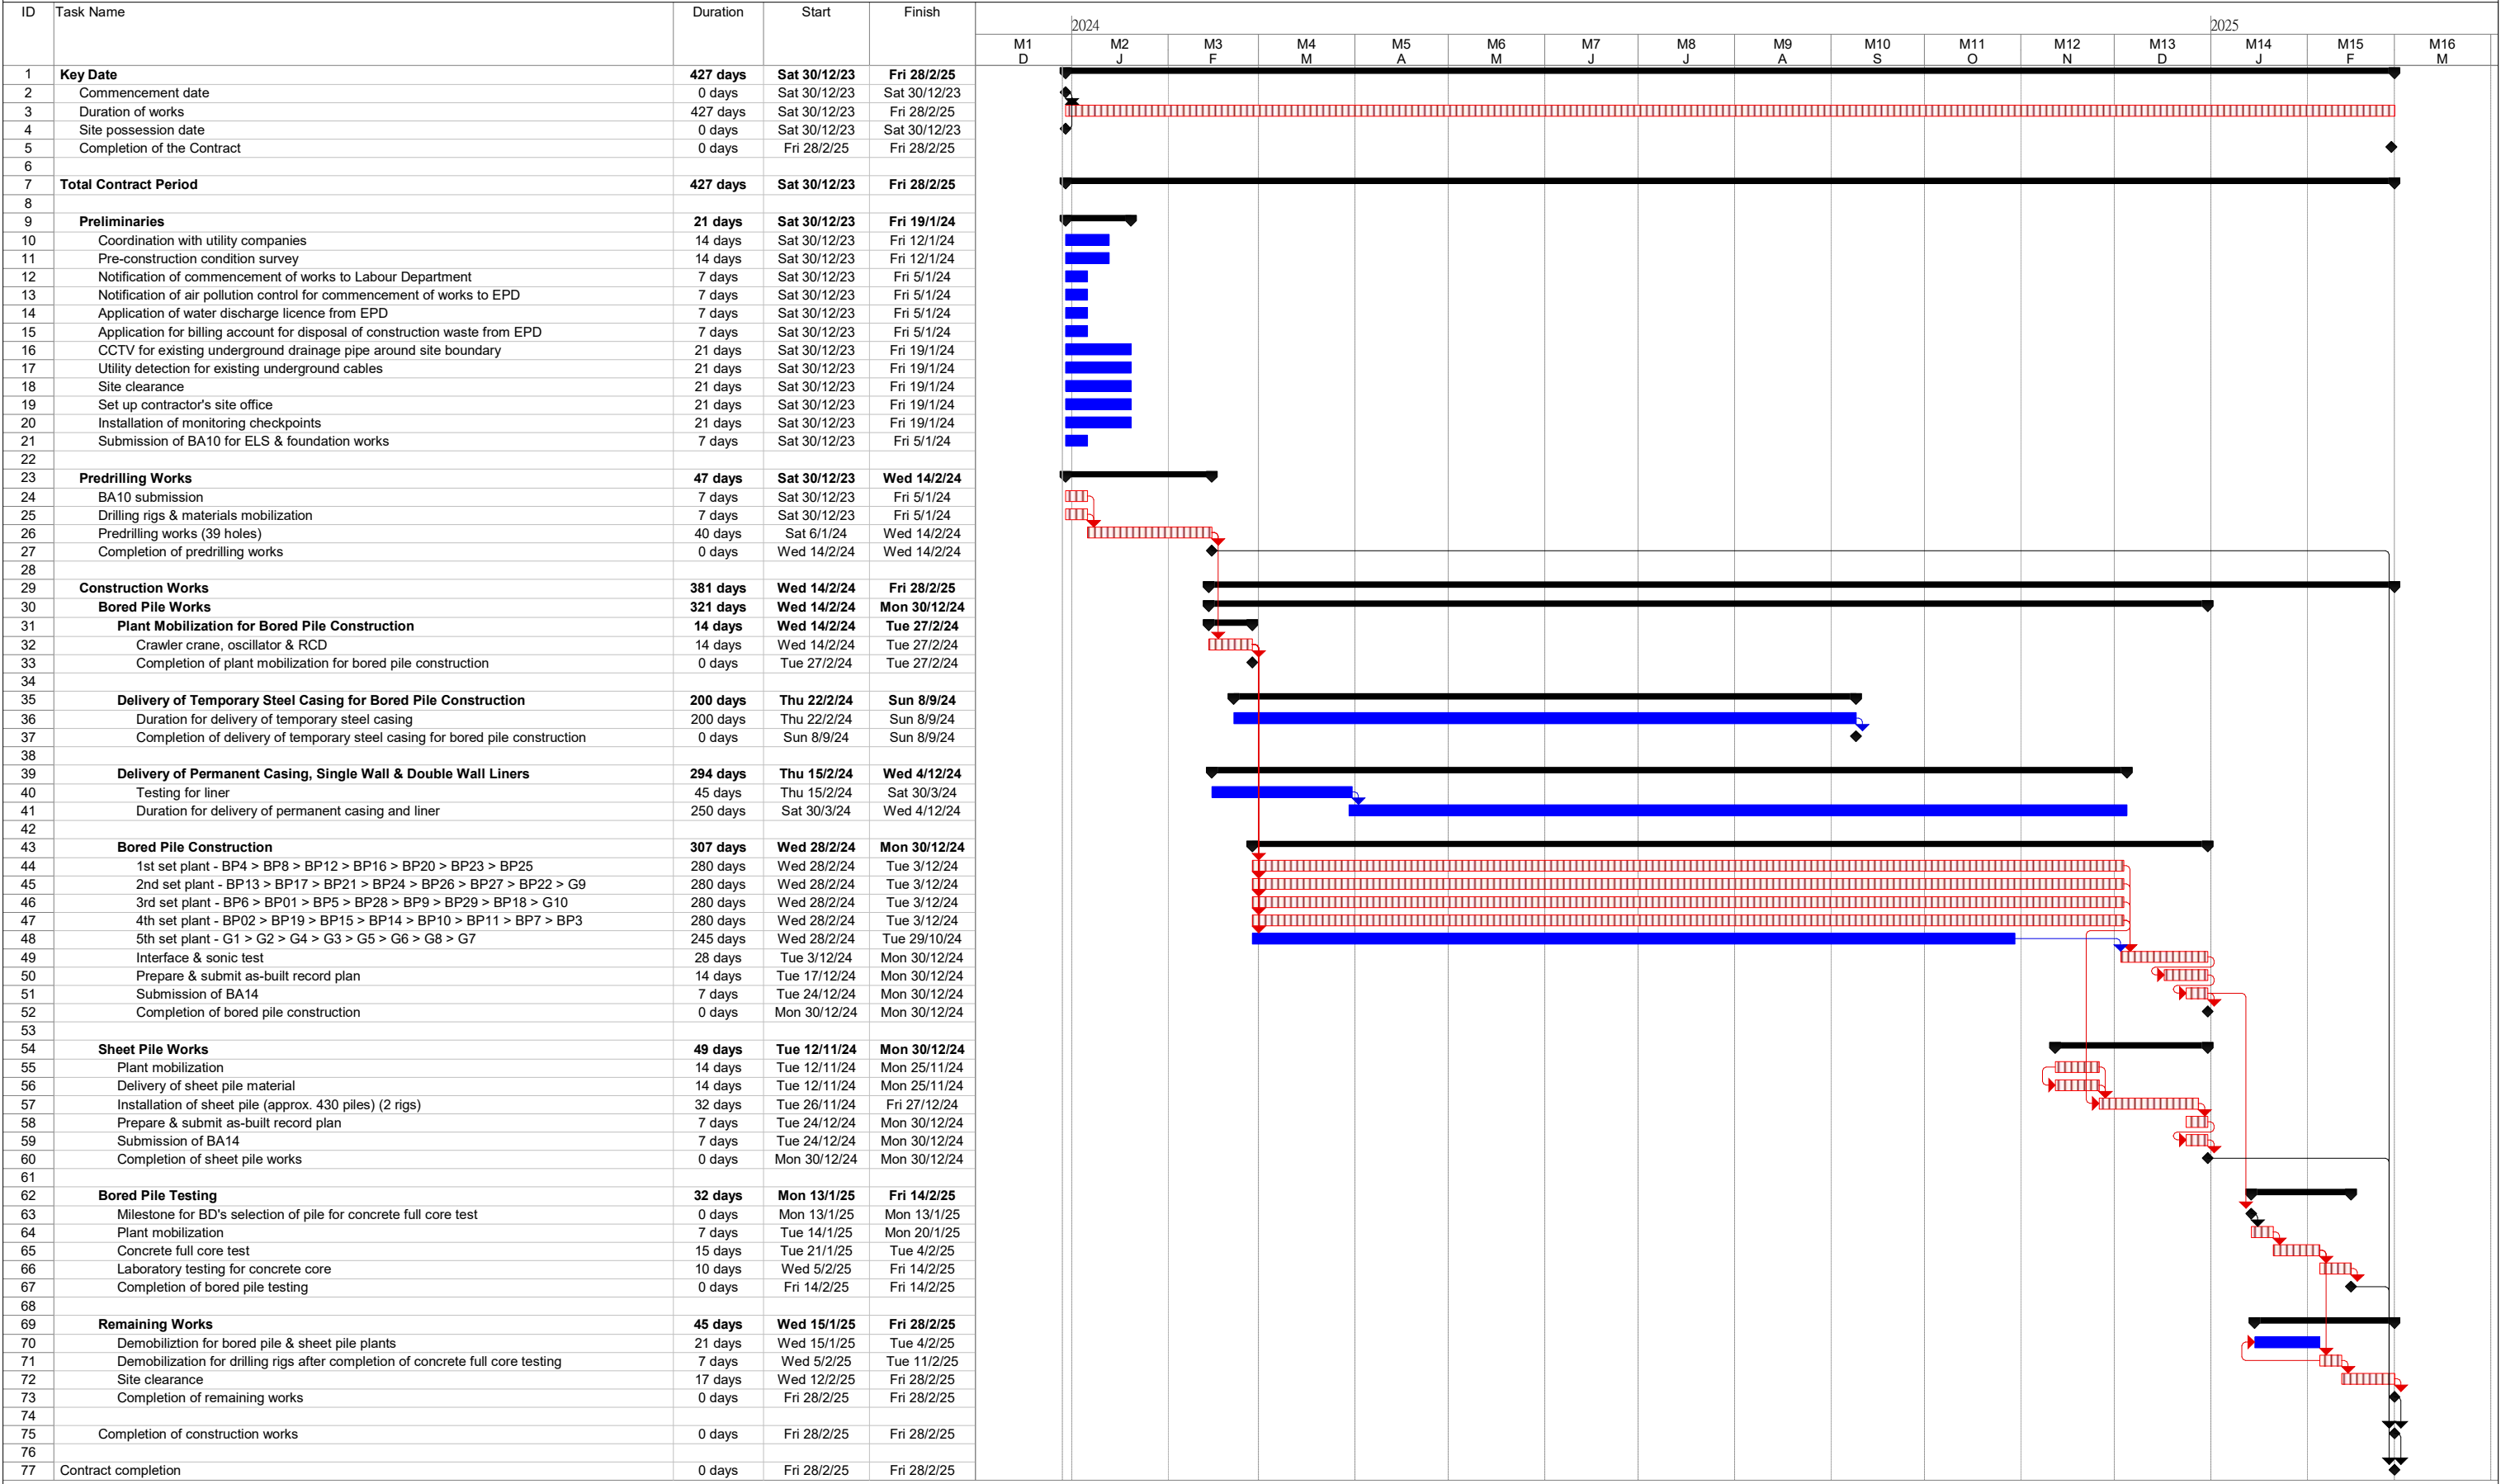 ID Task Name Duration Start Finish
2024 2025
M1 M2 M3 M4 M5 M6 M7 M8 M9 M10 M11 M12 M13 M14 M15 M16
D J F M A M J J A S O N D J F M
1 Key Date 427 days Sat 30/12/23 Fri 28/2/25
2 Commencement date 0 days Sat 30/12/23 Sat 30/12/23
3 Duration of works 427 days Sat 30/12/23 Fri 28/2/25
4 Site possession date 0 days Sat 30/12/23 Sat 30/12/23
5 Completion of the Contract 0 days Fri 28/2/25 Fri 28/2/25
6
7 Total Contract Period 427 days Sat 30/12/23 Fri 28/2/25
8
9 Preliminaries 21 days Sat 30/12/23 Fri 19/1/24
10 Coordination with utility companies 14 days Sat 30/12/23 Fri 12/1/24
11 Pre-construction condition survey 14 days Sat 30/12/23 Fri 12/1/24
12 Notification of commencement of works to Labour Department 7 days Sat 30/12/23 Fri 5/1/24
13 Notification of air pollution control for commencement of works to EPD 7 days Sat 30/12/23 Fri 5/1/24
14 Application of water discharge licence from EPD 7 days Sat 30/12/23 Fri 5/1/24
15 Application for billing account for disposal of construction waste from EPD 7 days Sat 30/12/23 Fri 5/1/24
16 CCTV for existing underground drainage pipe around site boundary 21 days Sat 30/12/23 Fri 19/1/24
17 Utility detection for existing underground cables 21 days Sat 30/12/23 Fri 19/1/24
18 Site clearance 21 days Sat 30/12/23 Fri 19/1/24
19 Set up contractor's site office 21 days Sat 30/12/23 Fri 19/1/24
20 Installation of monitoring checkpoints 21 days Sat 30/12/23 Fri 19/1/24
21 Submission of BA10 for ELS & foundation works 7 days Sat 30/12/23 Fri 5/1/24
22
23 Predrilling Works 47 days Sat 30/12/23 Wed 14/2/24
24 BA10 submission 7 days Sat 30/12/23 Fri 5/1/24
25 Drilling rigs & materials mobilization 7 days Sat 30/12/23 Fri 5/1/24
26 Predrilling works (39 holes) 40 days Sat 6/1/24 Wed 14/2/24
27 Completion of predrilling works 0 days Wed 14/2/24 Wed 14/2/24
28
29 Construction Works 381 days Wed 14/2/24 Fri 28/2/25
30 Bored Pile Works 321 days Wed 14/2/24 Mon 30/12/24
31 Plant Mobilization for Bored Pile Construction 14 days Wed 14/2/24 Tue 27/2/24
32 Crawler crane, oscillator & RCD 14 days Wed 14/2/24 Tue 27/2/24
33 Completion of plant mobilization for bored pile construction 0 days Tue 27/2/24 Tue 27/2/24
34
35 Delivery of Temporary Steel Casing for Bored Pile Construction 200 days Thu 22/2/24 Sun 8/9/24
36 Duration for delivery of temporary steel casing 200 days Thu 22/2/24 Sun 8/9/24
37 Completion of delivery of temporary steel casing for bored pile construction 0 days Sun 8/9/24 Sun 8/9/24
38
39 Delivery of Permanent Casing, Single Wall & Double Wall Liners 294 days Thu 15/2/24 Wed 4/12/24
40 Testing for liner 45 days Thu 15/2/24 Sat 30/3/24
41 Duration for delivery of permanent casing and liner 250 days Sat 30/3/24 Wed 4/12/24
42
43 Bored Pile Construction 307 days Wed 28/2/24 Mon 30/12/24
44 1st set plant - BP4 > BP8 > BP12 > BP16 > BP20 > BP23 > BP25 280 days Wed 28/2/24 Tue 3/12/24
45 2nd set plant - BP13 > BP17 > BP21 > BP24 > BP26 > BP27 > BP22 > G9 280 days Wed 28/2/24 Tue 3/12/24
46 3rd set plant - BP6 > BP01 > BP5 > BP28 > BP9 > BP29 > BP18 > G10 280 days Wed 28/2/24 Tue 3/12/24
47 4th set plant - BP02 > BP19 > BP15 > BP14 > BP10 > BP11 > BP7 > BP3 280 days Wed 28/2/24 Tue 3/12/24
48 5th set plant - G1 > G2 > G4 > G3 > G5 > G6 > G8 > G7 245 days Wed 28/2/24 Tue 29/10/24
49 Interface & sonic test 28 days Tue 3/12/24 Mon 30/12/24
50 Prepare & submit as-built record plan 14 days Tue 17/12/24 Mon 30/12/24
51 Submission of BA14 7 days Tue 24/12/24 Mon 30/12/24
52 Completion of bored pile construction 0 days Mon 30/12/24 Mon 30/12/24
53
54 Sheet Pile Works 49 days Tue 12/11/24 Mon 30/12/24
55 Plant mobilization 14 days Tue 12/11/24 Mon 25/11/24
56 Delivery of sheet pile material 14 days Tue 12/11/24 Mon 25/11/24
57 Installation of sheet pile (approx. 430 piles) (2 rigs) 32 days Tue 26/11/24 Fri 27/12/24
58 Prepare & submit as-built record plan 7 days Tue 24/12/24 Mon 30/12/24
59 Submission of BA14 7 days Tue 24/12/24 Mon 30/12/24
60 Completion of sheet pile works 0 days Mon 30/12/24 Mon 30/12/24
61
62 Bored Pile Testing 32 days Mon 13/1/25 Fri 14/2/25
63 Milestone for BD's selection of pile for concrete full core test 0 days Mon 13/1/25 Mon 13/1/25
64 Plant mobilization 7 days Tue 14/1/25 Mon 20/1/25
65 Concrete full core test 15 days Tue 21/1/25 Tue 4/2/25
66 Laboratory testing for concrete core 10 days Wed 5/2/25 Fri 14/2/25
67 Completion of bored pile testing 0 days Fri 14/2/25 Fri 14/2/25
68
69 Remaining Works 45 days Wed 15/1/25 Fri 28/2/25
70 Demobiliztion for bored pile & sheet pile plants 21 days Wed 15/1/25 Tue 4/2/25
71 Demobilization for drilling rigs after completion of concrete full core testing 7 days Wed 5/2/25 Tue 11/2/25
72 Site clearance 17 days Wed 12/2/25 Fri 28/2/25
73 Completion of remaining works 0 days Fri 28/2/25 Fri 28/2/25
74
75 Completion of construction works 0 days Fri 28/2/25 Fri 28/2/25
76
77 Contract completion 0 days Fri 28/2/25 Fri 28/2/25